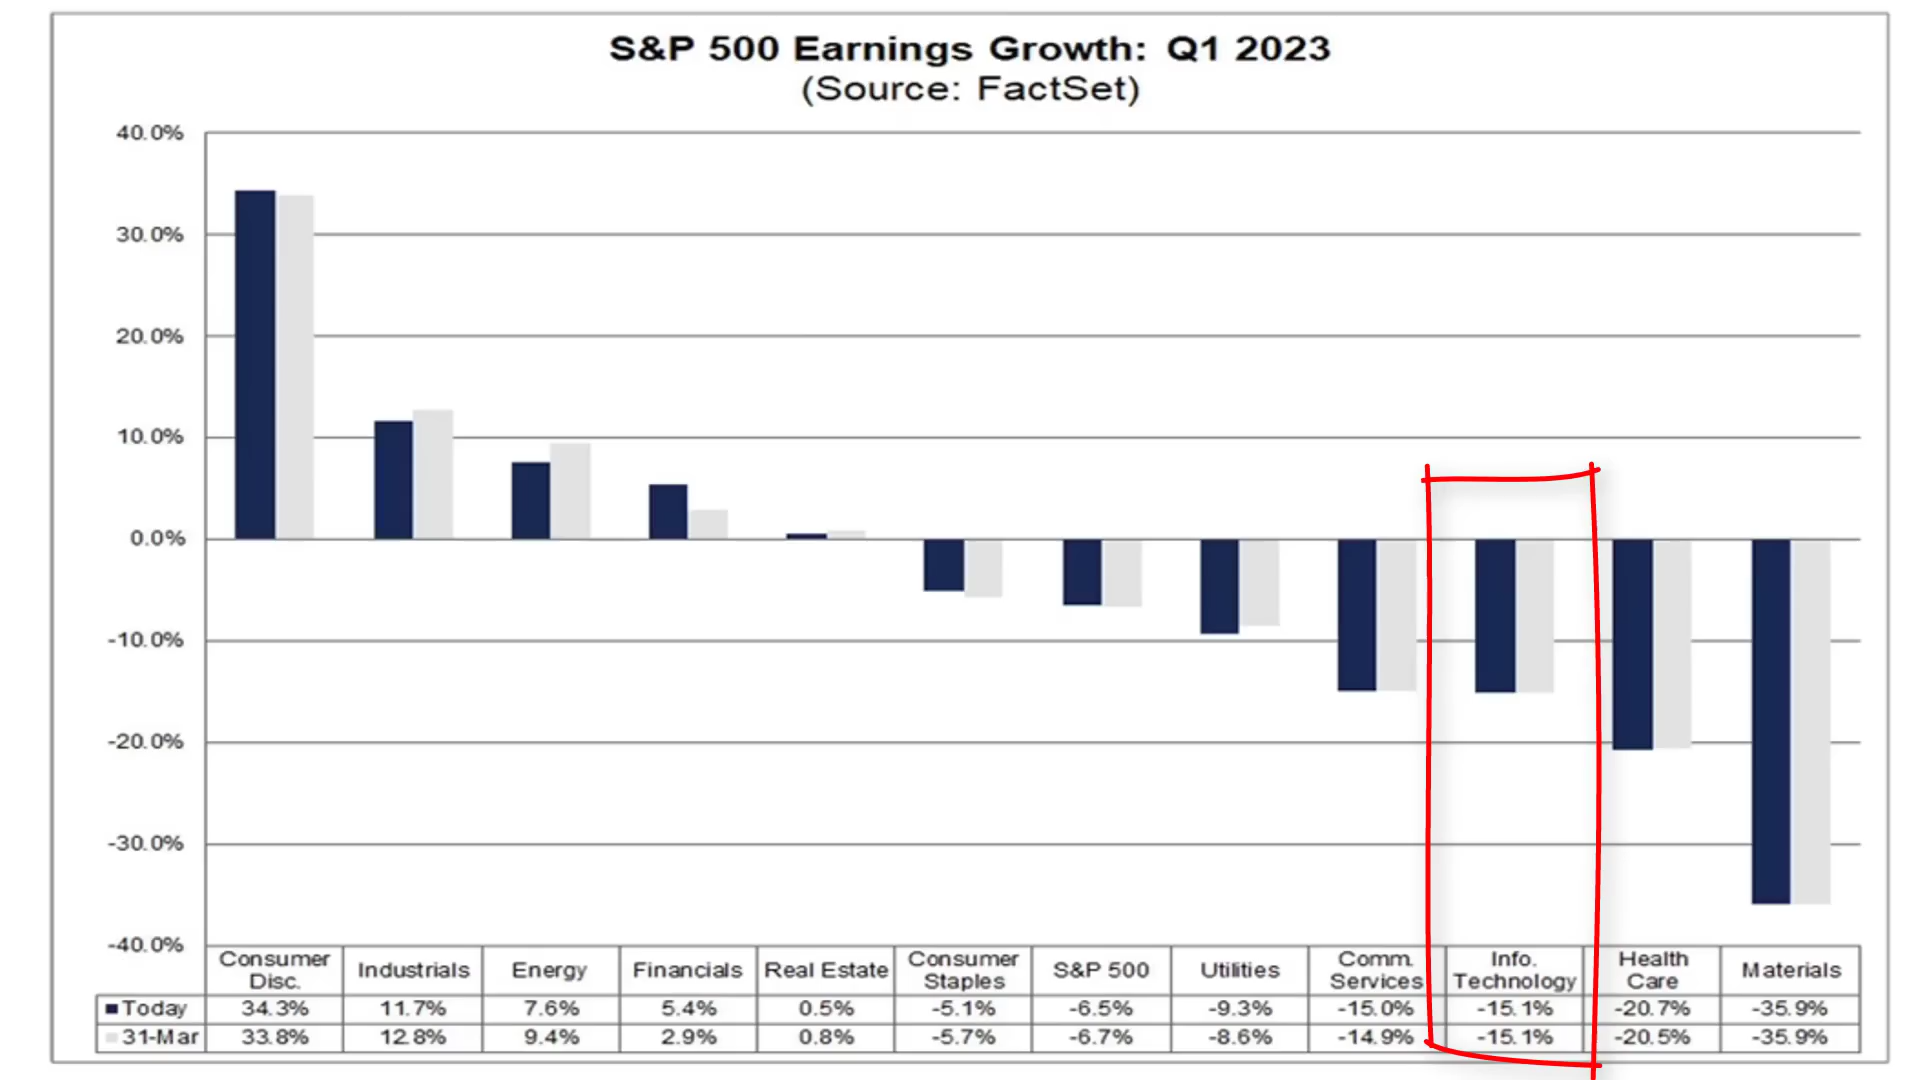 S&P 500 Earnings Growth: Q1 2023
(Source: FactSet)
40.0%
30.0%
20.0%
10.0%
0.0%
-10.0%
-20.0%
-30.0%
-40.0%
Consumer Disc. Industrials Energy Financials Real Estate Consumer Staples S&P 500 Utilities Comm. Services Info. Technology Health Care Materials
Today 34.3% 11.7% 7.6% 5.4% 0.5% -5.1% -6.5% -9.3% -15.0% -15.1% -20.7% -35.9%
31-Mar 33.8% 12.8% 9.4% 2.9% 0.8% -5.7% -6.7% -8.6% -14.9% -15.1% -20.5% -35.9%